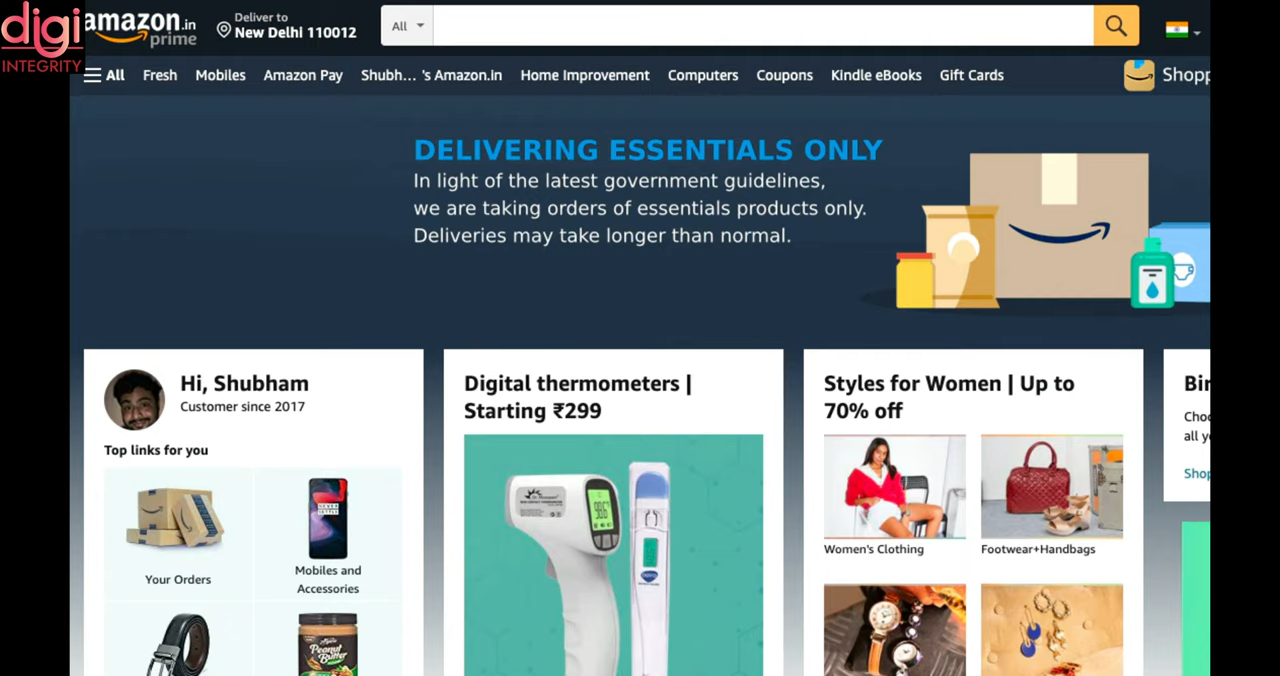 digi
INTEGRITY
amazon.in
prime
Deliver to
New Delhi 110012
All
All
Fresh
Mobiles
Amazon Pay
Shubh... 's Amazon.in
Home Improvement
Computers
Coupons
Kindle eBooks
Gift Cards
Shopp
DELIVERING ESSENTIALS ONLY
In light of the latest government guidelines,
we are taking orders of essentials products only.
Deliveries may take longer than normal.
Hi, Shubham
Customer since 2017
Top links for you
Your Orders
Mobiles and
Accessories
Peanut
Butter
Digital thermometers |
Starting ₹299
Styles for Women | Up to
70% off
Women's Clothing
Footwear+Handbags
Bin
Choo
all y
Shop